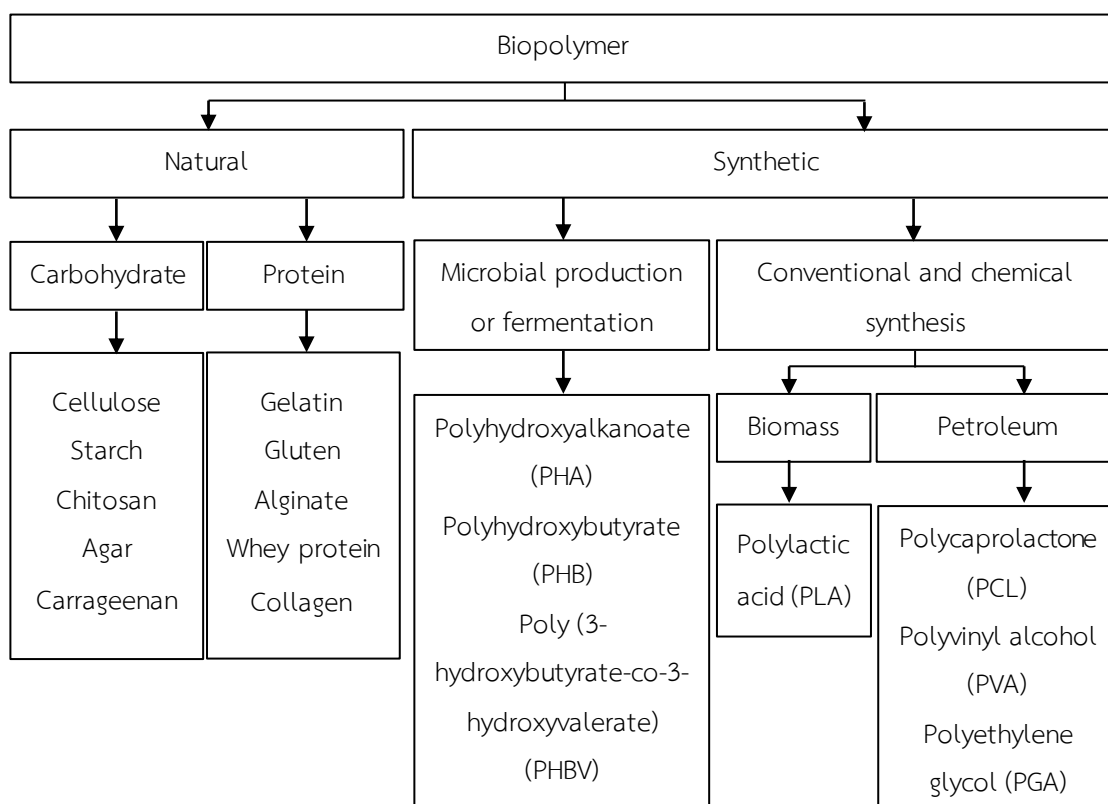 Biopolymer
Natural
Synthetic
Carbohydrate
Protein
Microbial production
or fermentation
Conventional and chemical
synthesis
Cellulose
Starch
Chitosan
Agar
Carrageenan
Gelatin
Gluten
Alginate
Whey protein
Collagen
Polyhydroxyalkanoate
(PHA)
Polyhydroxybutyrate
(PHB)
Poly (3-
hydroxybutyrate-co-3-
hydroxyvalerate)
(PHBV)
Biomass
Petroleum
Polylactic
acid (PLA)
Polycaprolactone
(PCL)
Polyvinyl alcohol
(PVA)
Polyethylene
glycol (PGA)